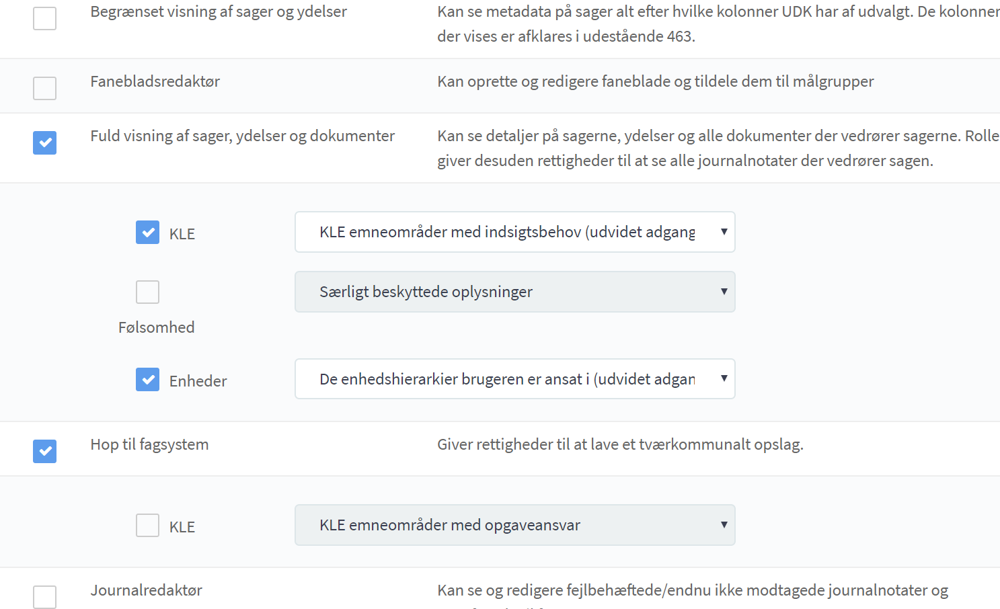 Begrænset visning af sager og ydelser
Kan se metadata på sager alt efter hvilke kolonner UDK har af udvalgt. De kolonner
der vises er afklares i udestående 463.
Fanebladsredaktør
Kan oprette og redigere faneblade og tildele dem til målgrupper
Fuld visning af sager, ydelser og dokumenter
Kan se detaljer på sagerne, ydelser og alle dokumenter der vedrører sagerne. Rolle
giver desuden rettigheder til at se alle journalnotater der vedrører sagen.
KLE
KLE emneområder med indsigtsbehov (udvidet adgang
Særligt beskyttede oplysninger
Følsomhed
Enheder
De enhedshierarkier brugeren er ansat i (udvidet adgan
Hop til fagsystem
Giver rettigheder til at lave et tværkommunalt opslag.
KLE
KLE emneområder med opgaveansvar
Journalredaktør
Kan se og redigere fejlbehæftede/endnu ikke modtagede journalnotater og